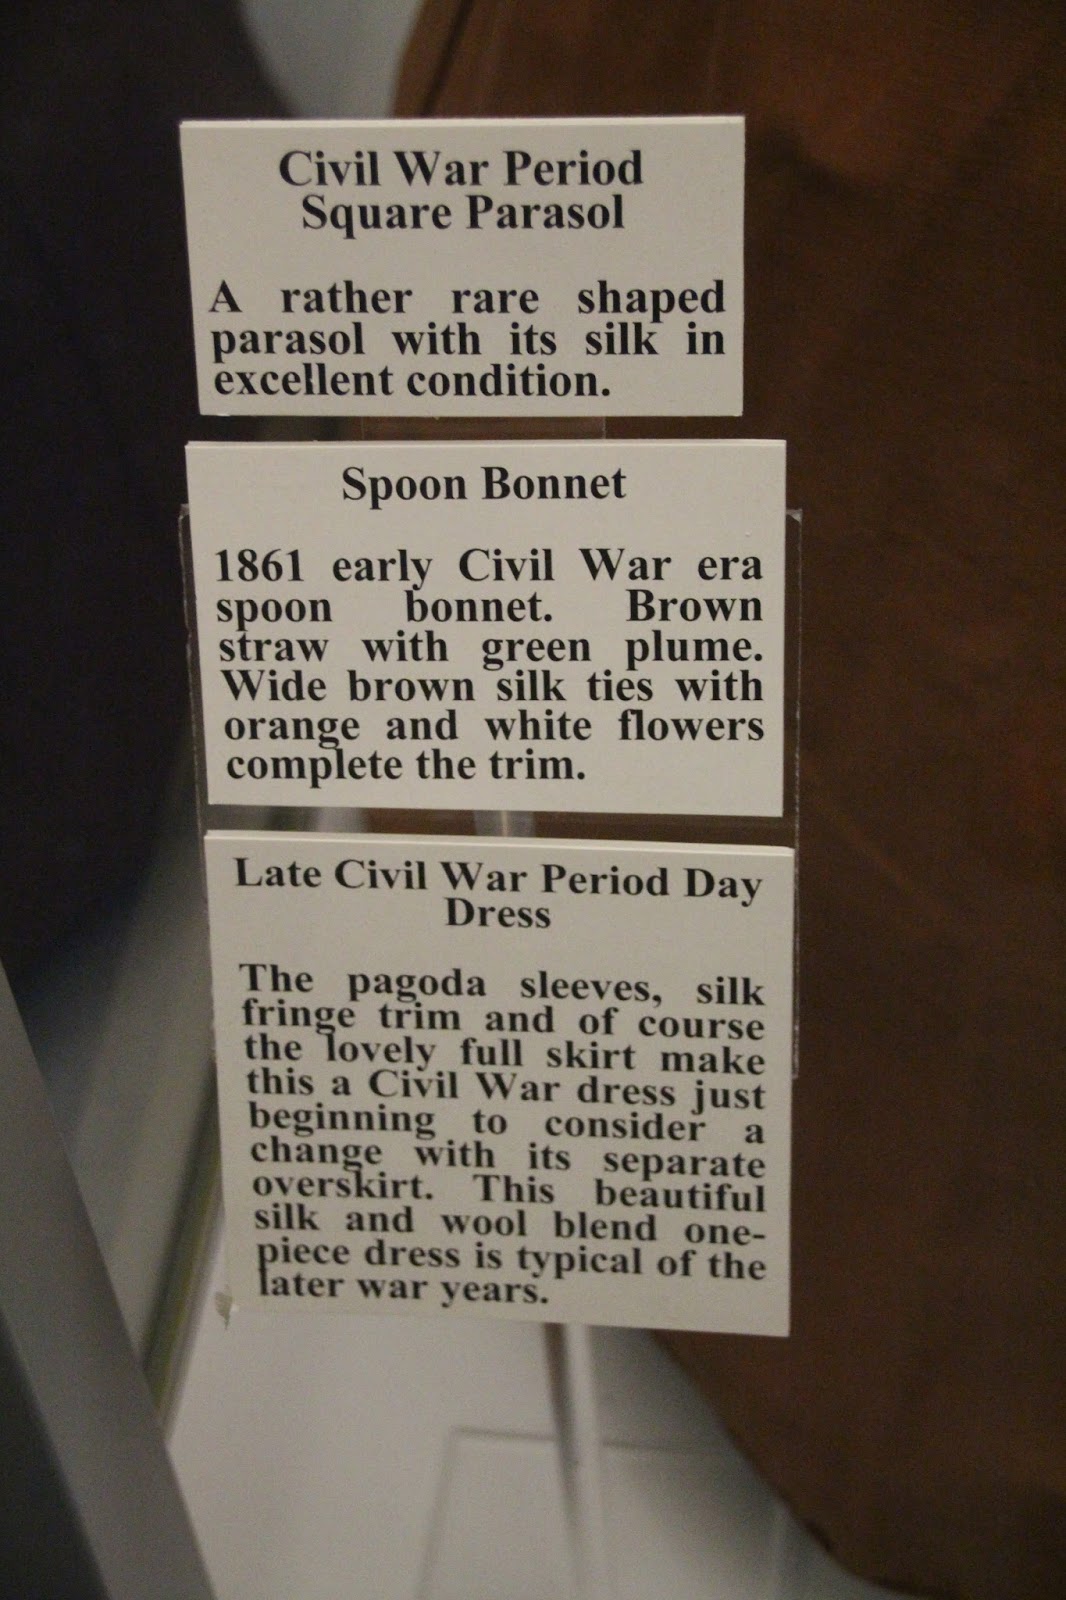 Civil War Period
Square Parasol
A rather rare shaped
parasol with its silk in
excellent condition.
Spoon Bonnet
1861 early Civil War era
spoon bonnet. Brown
straw with green plume.
Wide brown silk ties with
orange and white flowers
complete the trim.
Late Civil War Period Day
Dress
The pagoda sleeves, silk
fringe trim and of course
the lovely full skirt make
this a Civil War dress just
beginning to consider a
change with its separate
overskirt. This beautiful
silk and wool blend one-
piece dress is typical of the
later war years.